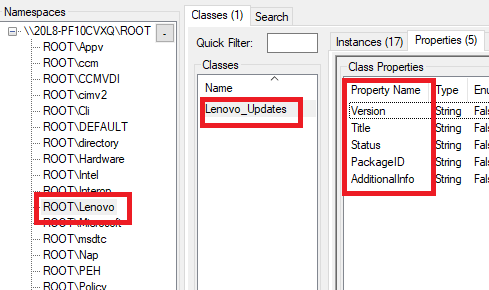 Namespaces
\\20L8-PF10CVXQ\ROOT
-
ROOT\Appv
ROOT\ccm
ROOT\CCMVDI
ROOT\cimv2
ROOT\Cli
ROOT\DEFAULT
ROOT\directory
ROOT\Hardware
ROOT\Intel
ROOT\Interop
ROOT\Lenovo
ROOT\Microsoft
ROOT\msdtc
ROOT\Nap
ROOT\PEH
ROOT\Policy
Classes (1)
Search
Quick Filter:
Classes
Name
Lenovo_Updates
Instances (17)
Properties (5)
Class Properties
Property Name Type Enu
Version String Fals
Title String Fals
Status String Fals
PackageID String Fals
AdditionalInfo String Fals